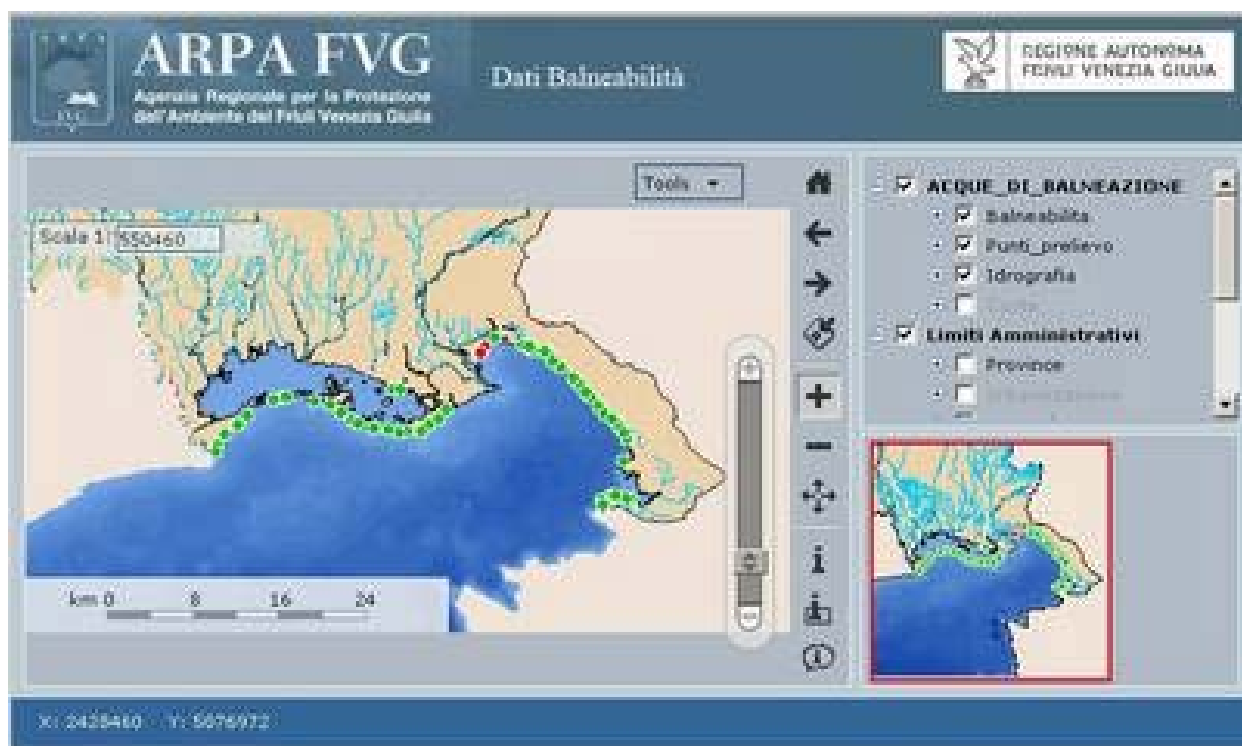 ARPA FVG
Agenzia Regionale per la Protezione
dell'Ambiente del Friuli Venezia Giulia
FVG
Dati Balneabilità
REGIONE AUTONOMA
FRIULI VENEZIA GIULIA
Tools
Scala 1: 550460
km 0 8 16 24
ACQUE_DI_BALNEAZIONE
Balneabilita
Punti_prelievo
Idrografia
Limiti Amministrativi
Province
X: 2428460 Y: 5076972